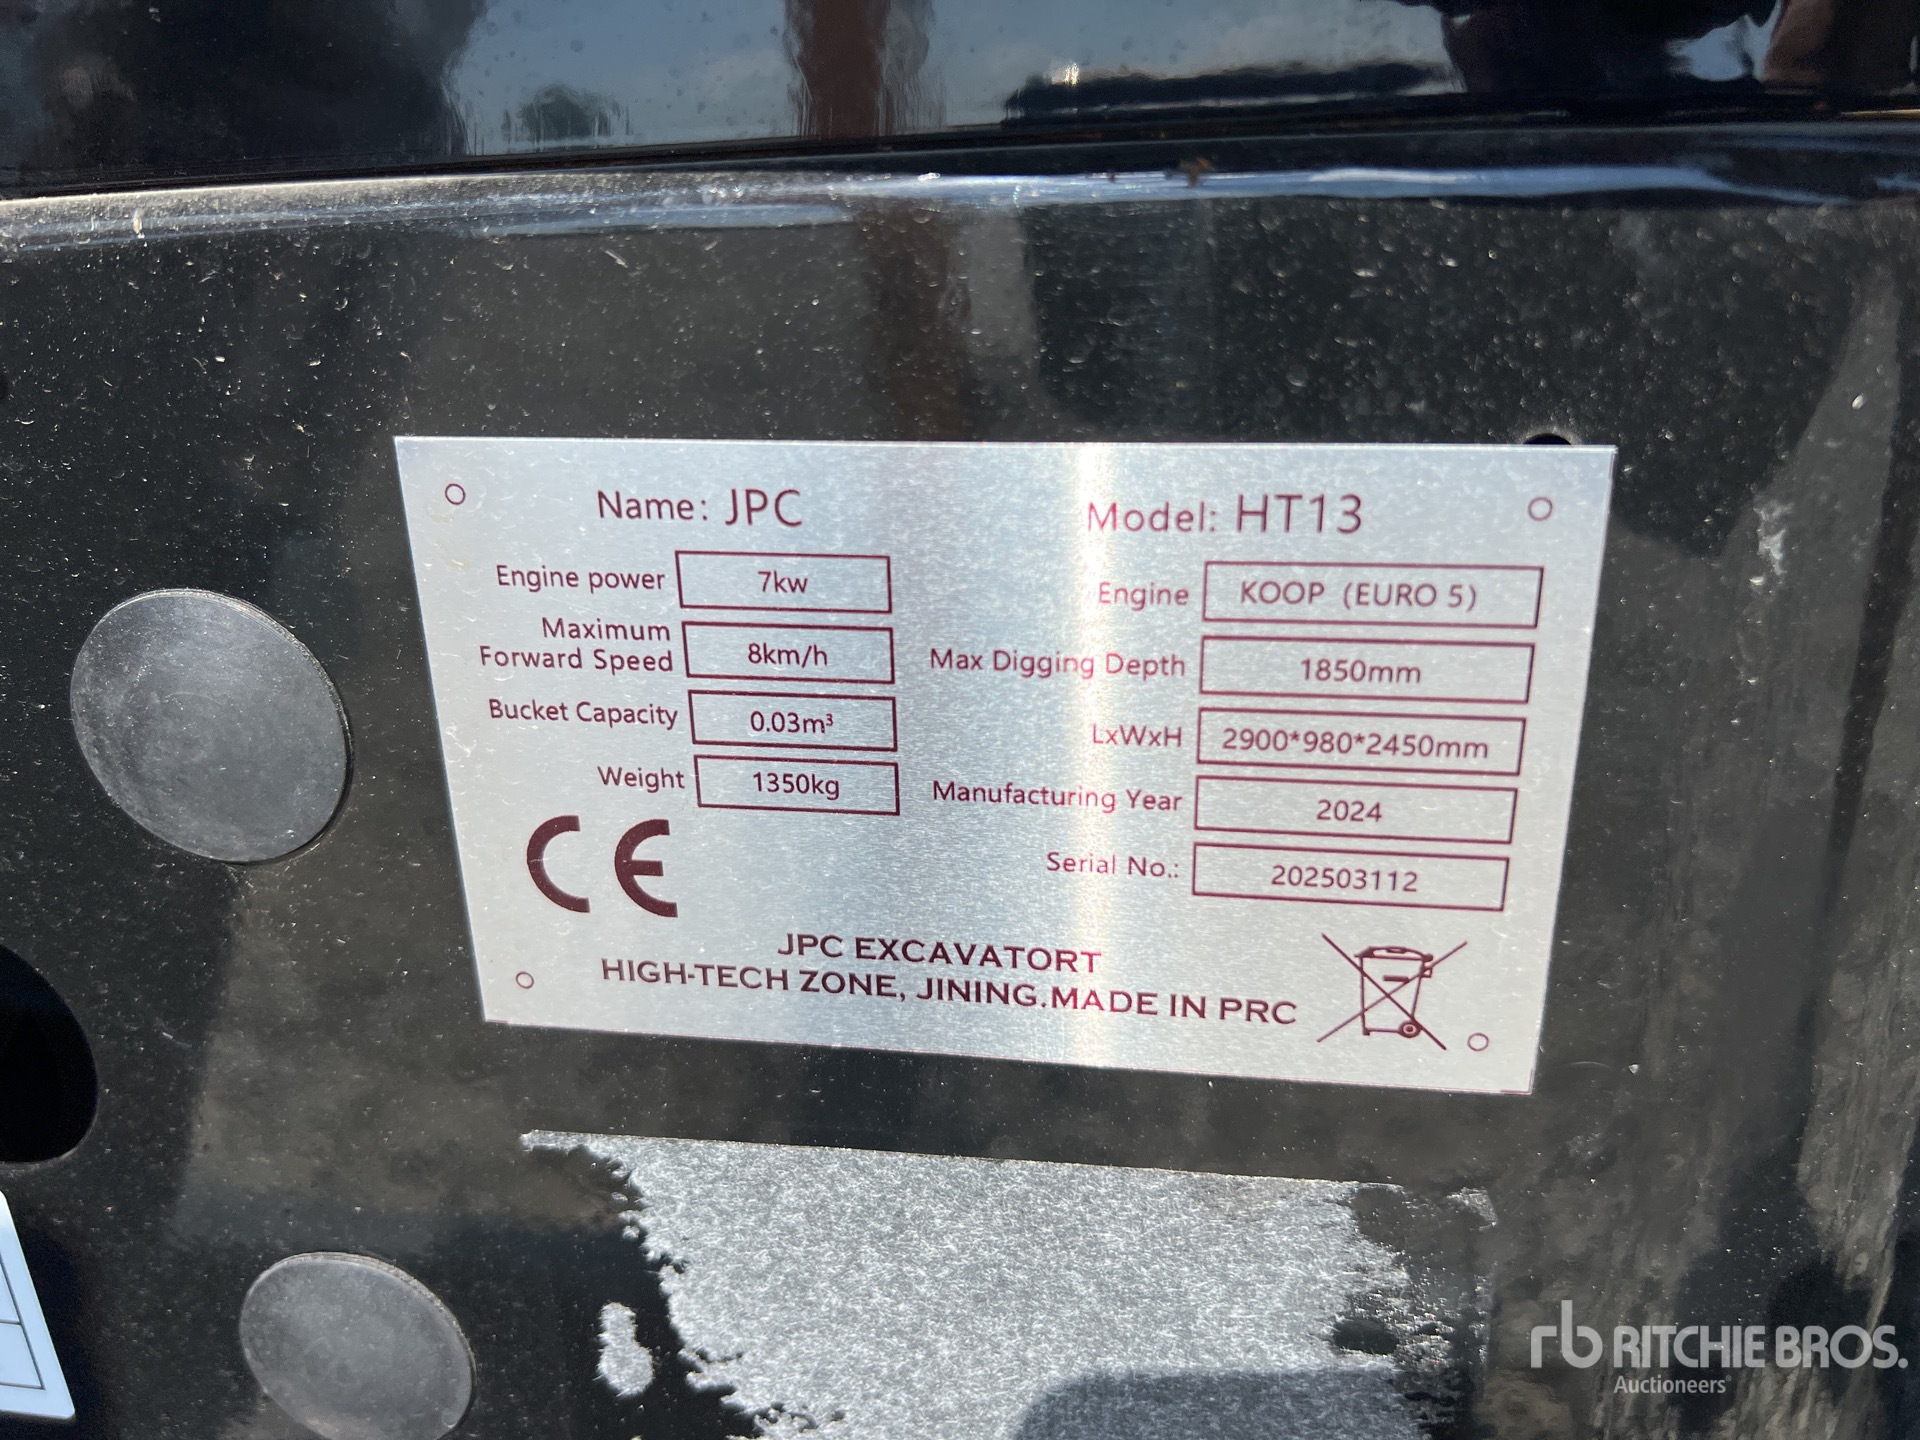 Name: JPC
Model: HT13
Engine power 7kw
Engine KOOP (EURO 5)
Maximum
Forward Speed 8km/h
Max Digging Depth 1850mm
Bucket Capacity 0.03m³
LxWxH 2900*980*2450mm
Weight 1350kg
Manufacturing Year 2024
Serial No.: 202503112
CE
JPC EXCAVATORT
HIGH-TECH ZONE, JINING.MADE IN PRC
rb RITCHIE BROS.
Auctioneers